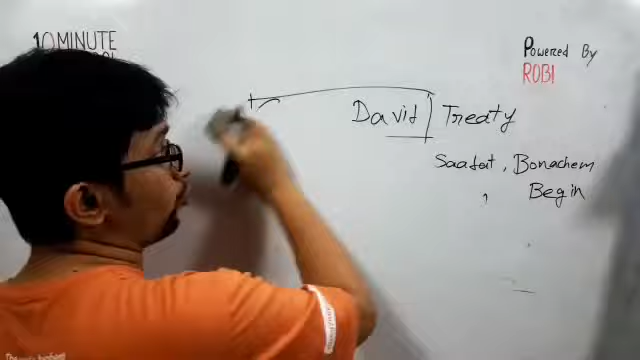 10 MINUTE
Powered By
ROBI
David Treaty
Saadat, Bonachem
Begin